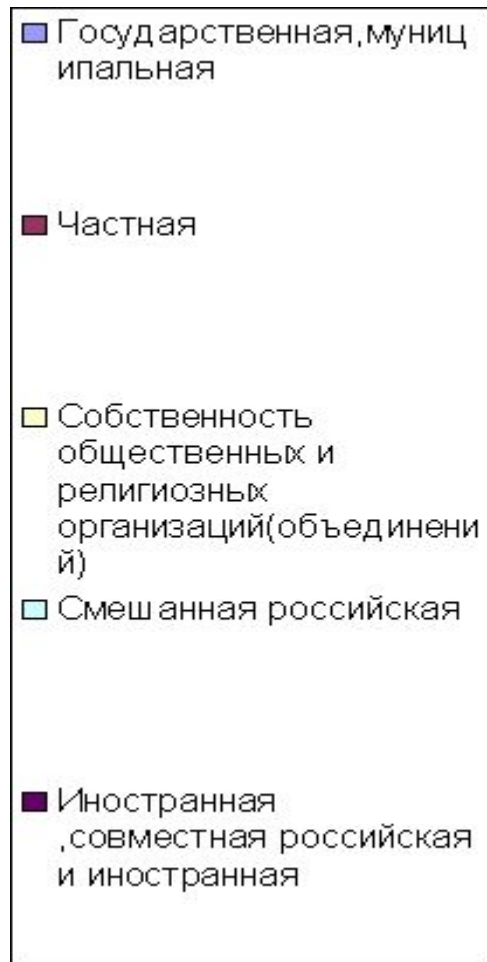 Государственная,муниц
ипальная
Частная
Собственность
общественных и
религиозных
организаций(объединени
й)
Смешанная российская
Иностранная
,совместная российская
и иностранная